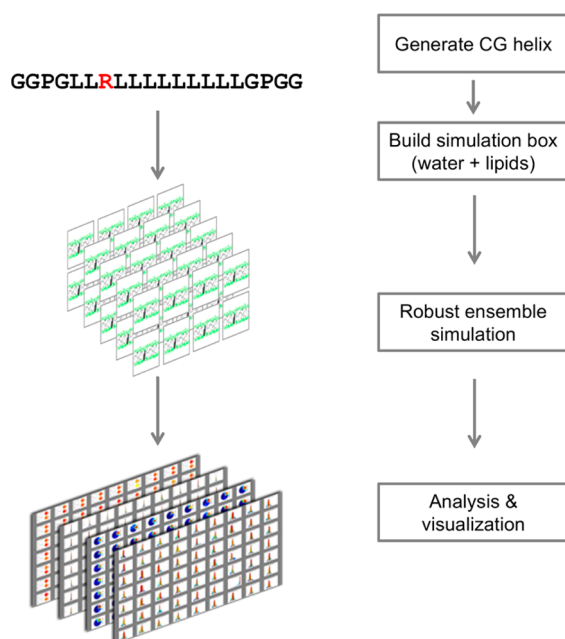 Generate CG helix
GGPGLLRLLLLLLLLLGPGG
Build simulation box
(water + lipids)
Robust ensemble
simulation
Analysis &
visualization